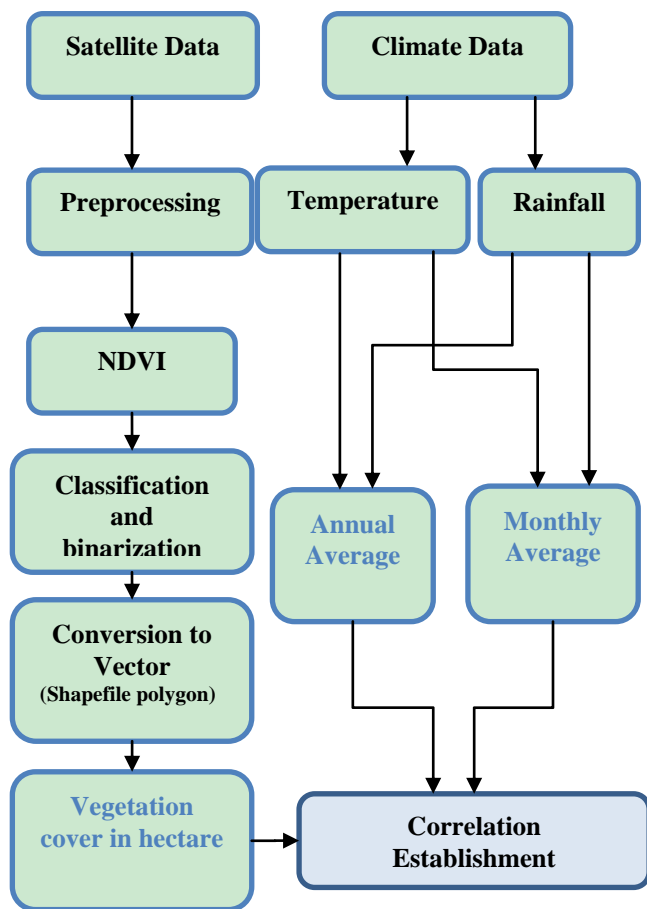 Satellite Data
Climate Data
Preprocessing
Temperature
Rainfall
NDVI
Classification
and
binarization
Annual
Average
Monthly
Average
Conversion to
Vector
(Shapefile polygon)
Vegetation
cover in hectare
Correlation
Establishment